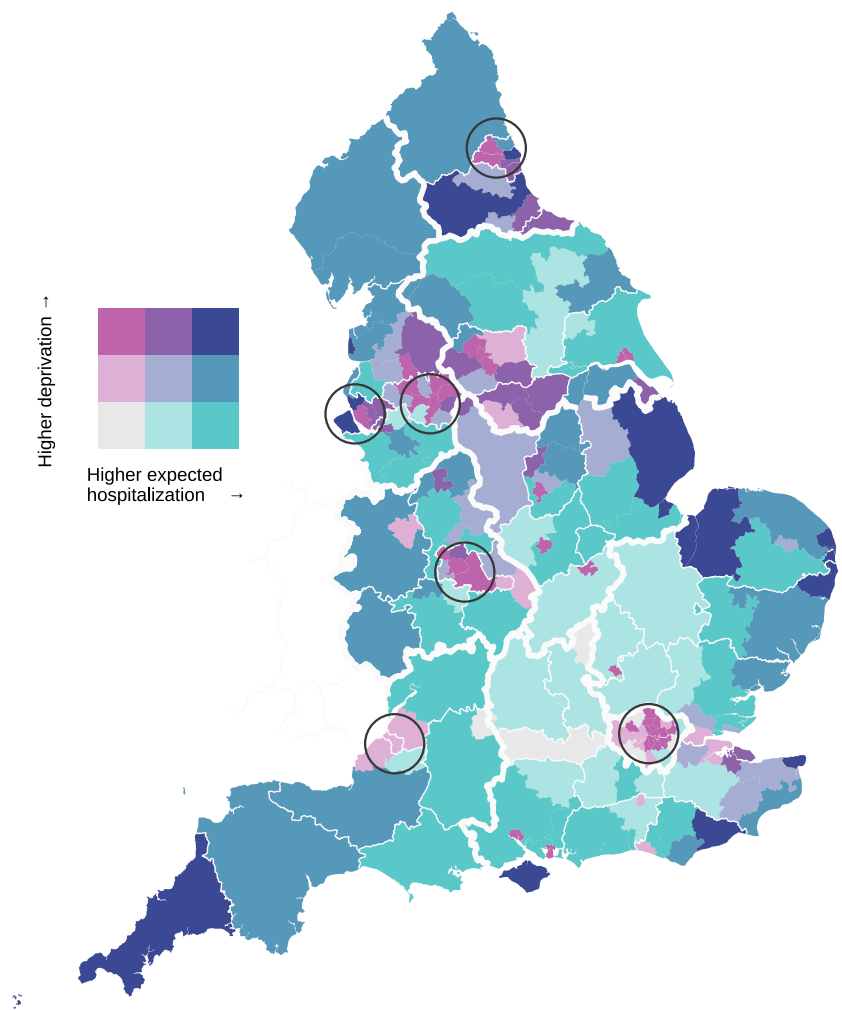 Higher deprivation →
Higher expected
hospitalization →